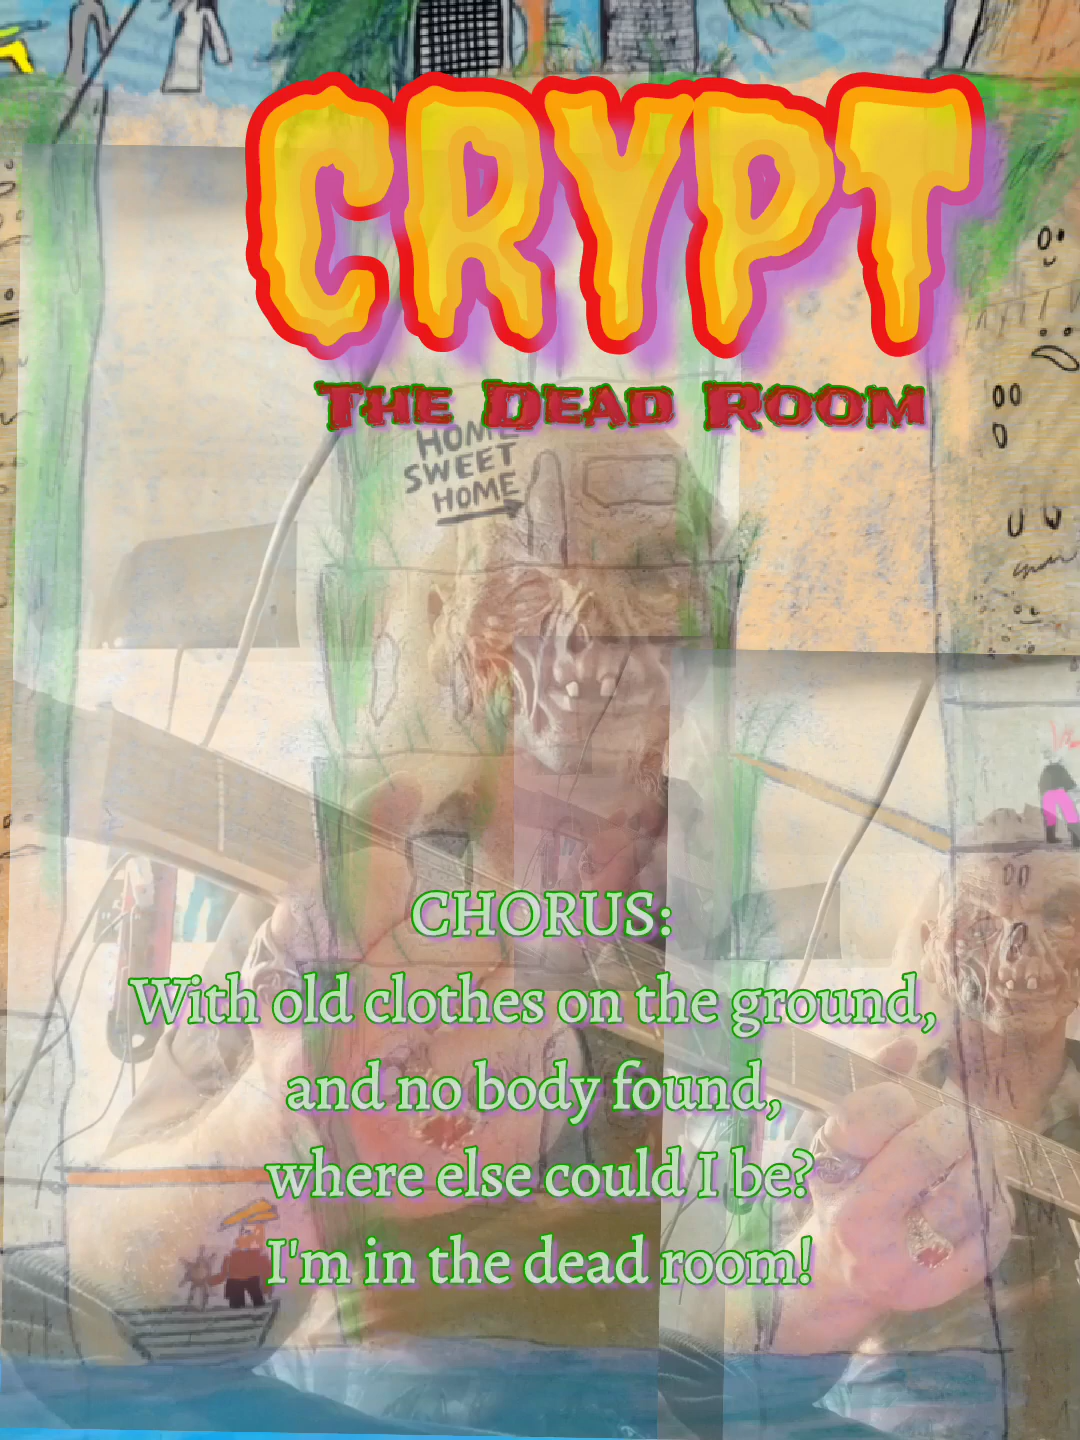 CRYPT
THE DEAD ROOM
HOME
SWEET
HOME
CHORUS:
With old clothes on the ground,
and no body found,
where else could I be?
I'm in the dead room!